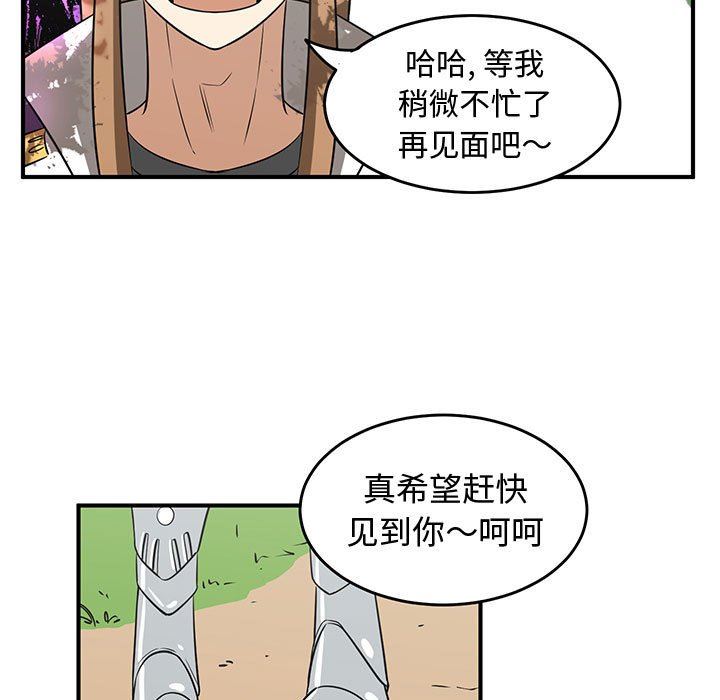 哈哈, 等我
稍微不忙了
再见面吧～
真希望赶快
见到你～呵呵